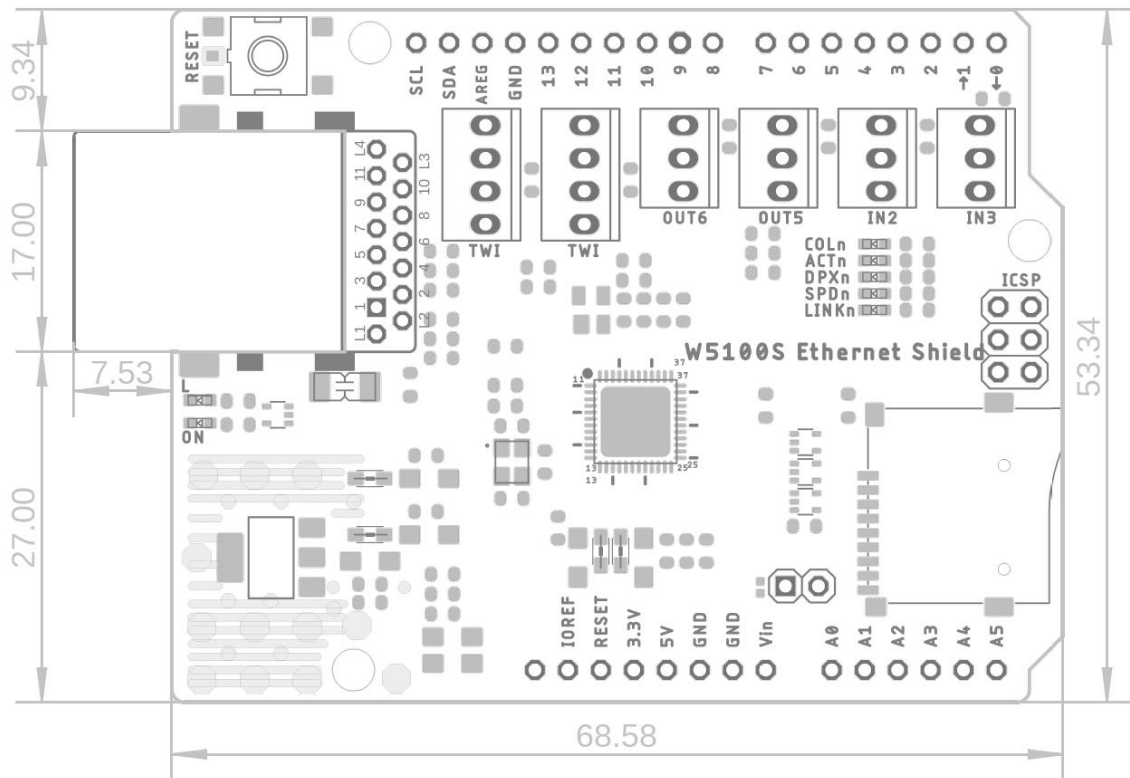 RESET
SCL
SDA
AREG
GND
13
12
11
10
9
8
7
6
5
4
3
2
→1
←0
9.34
17.00
27.00
7.53
L4
11
9
7
5
3
1
L1
L3
10
8
6
4
2
L2
TWI
TWI
OUT6
OUT5
IN2
IN3
COLn
ACTn
DPXn
SPDn
LINKn
ICSP
W5100S Ethernet Shield
53.34
L
ON
11
37
37
13
13
25
25
IOREF
RESET
3.3V
5V
GND
GND
Vin
A0
A1
A2
A3
A4
A5
68.58